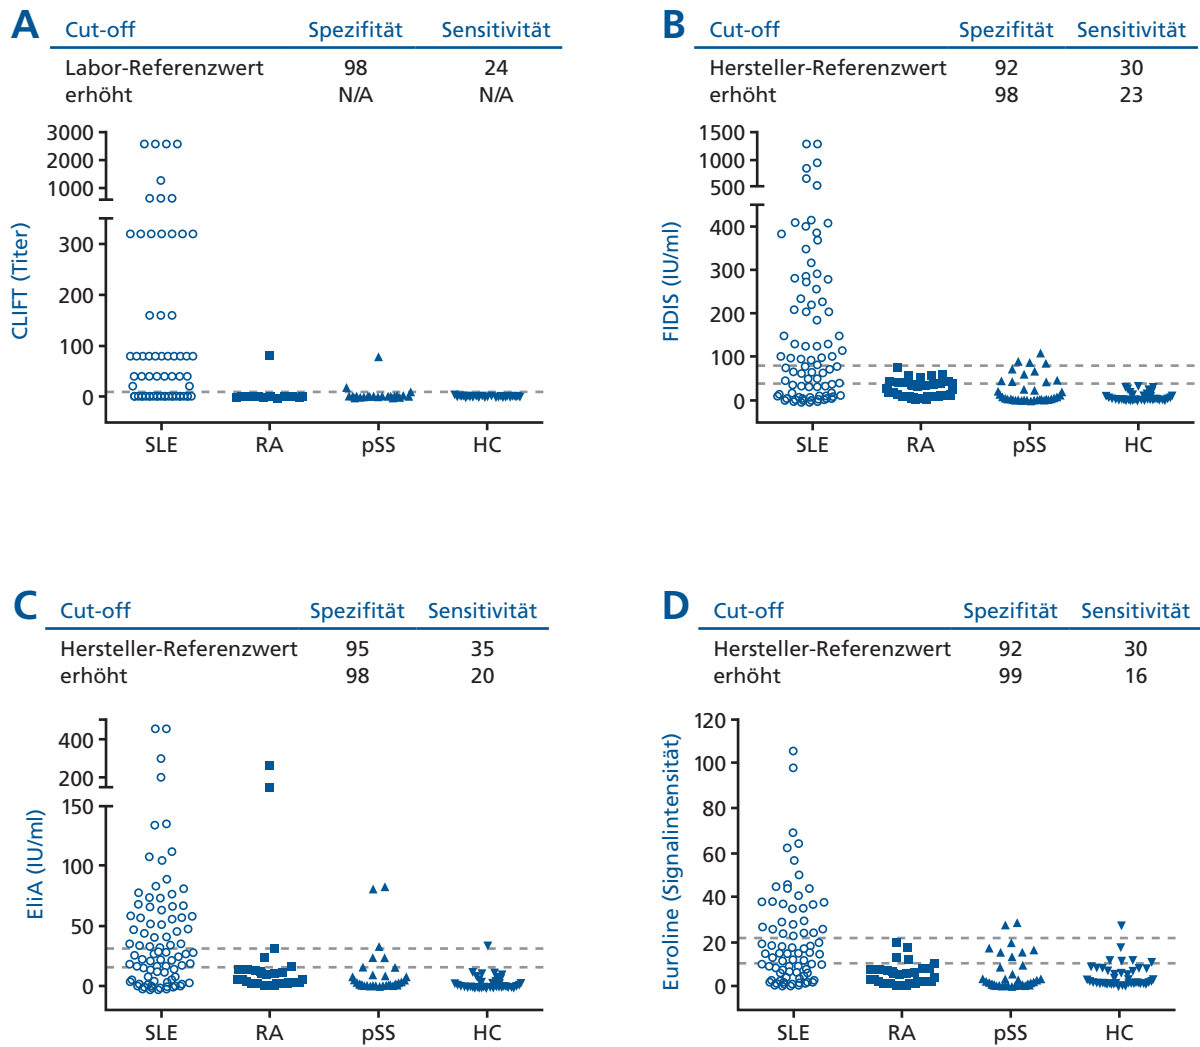 A
Cut-off Spezifität Sensitivität
Labor-Referenzwert 98 24
erhöht N/A N/A
3000
2000
1000
300
200
100
0
CLIFT (Titer)
SLE RA pSS HC
B
Cut-off Spezifität Sensitivität
Hersteller-Referenzwert 92 30
erhöht 98 23
1500
1000
500
400
300
200
100
0
FIDIS (IU/ml)
SLE RA pSS HC
C
Cut-off Spezifität Sensitivität
Hersteller-Referenzwert 95 35
erhöht 98 20
400
200
150
100
50
0
EliA (IU/ml)
SLE RA pSS HC
D
Cut-off Spezifität Sensitivität
Hersteller-Referenzwert 92 30
erhöht 99 16
120
100
80
60
40
20
0
Euroline (Signalintensität)
SLE RA pSS HC